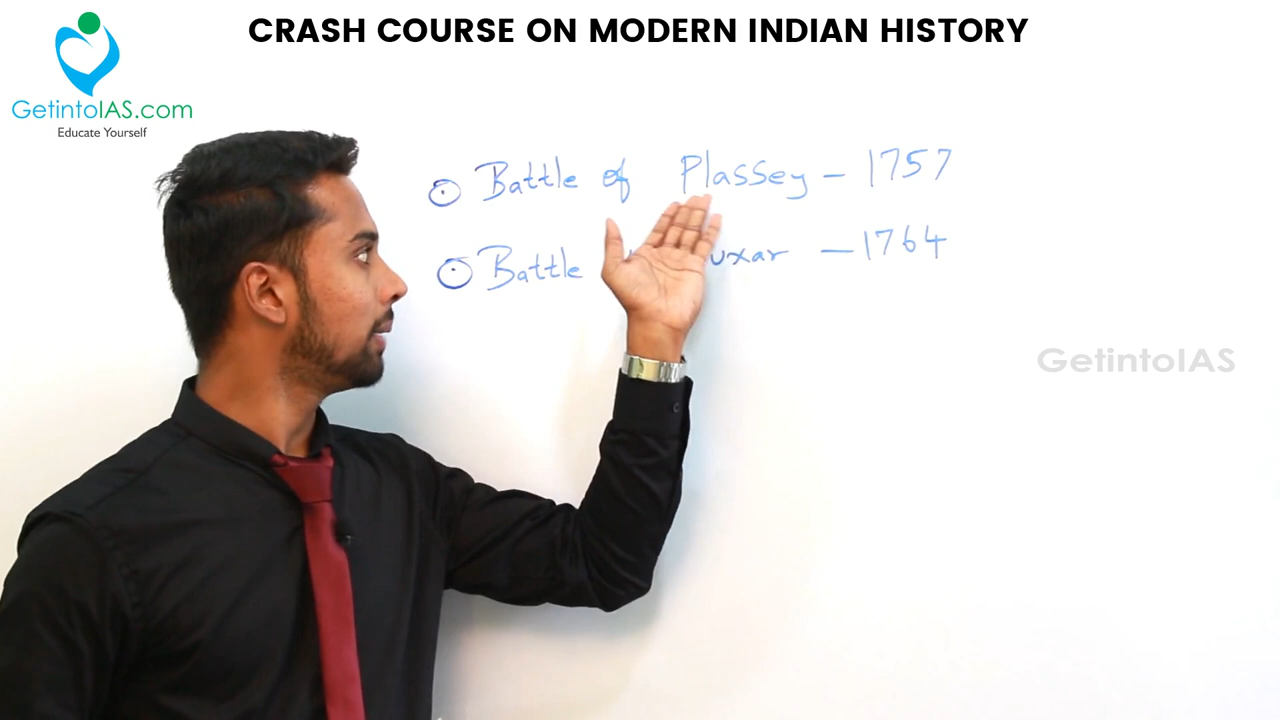 CRASH COURSE ON MODERN INDIAN HISTORY
GetintoIAS.com
Educate Yourself
Battle of Plassey - 1757
Battle uxar - 1764
GetintoIAS